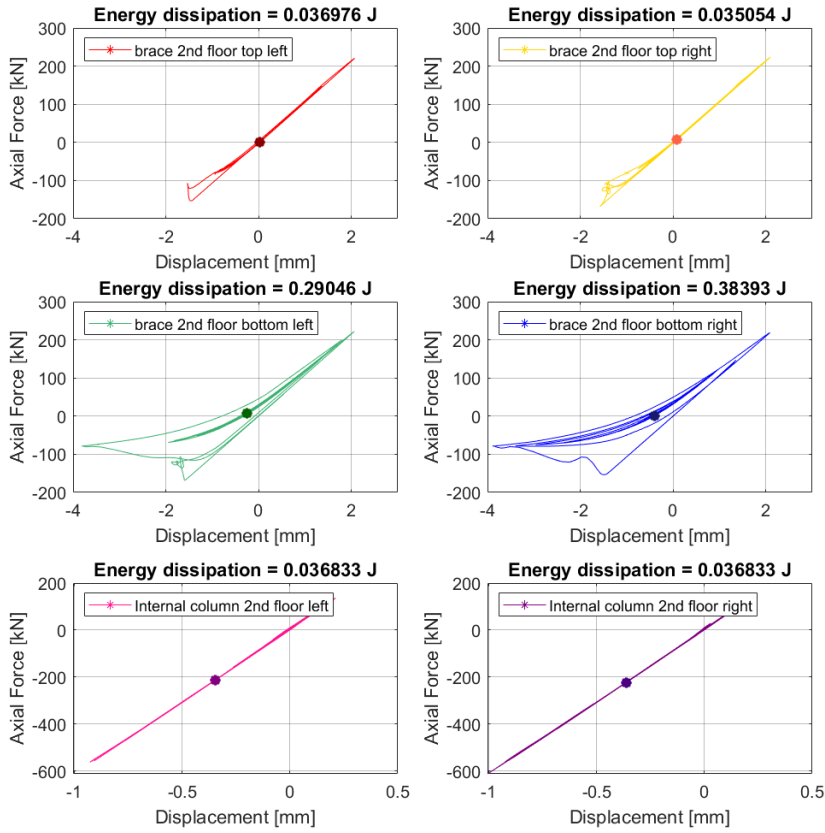 Energy dissipation = 0.036976 J
300
200
100
0
-100
-200
Axial Force [kN]
brace 2nd floor top left
-4
-2
0
2
Displacement [mm]
Energy dissipation = 0.035054 J
300
200
100
0
-100
-200
Axial Force [kN]
brace 2nd floor top right
-4
-2
0
2
Displacement [mm]
Energy dissipation = 0.29046 J
300
200
100
0
-100
-200
Axial Force [kN]
brace 2nd floor bottom left
-4
-2
0
2
Displacement [mm]
Energy dissipation = 0.38393 J
300
200
100
0
-100
-200
Axial Force [kN]
brace 2nd floor bottom right
-4
-2
0
2
Displacement [mm]
Energy dissipation = 0.036833 J
200
0
-200
-400
-600
Axial Force [kN]
Internal column 2nd floor left
-1
-0.5
0
0.5
Displacement [mm]
Energy dissipation = 0.036833 J
200
0
-200
-400
-600
Axial Force [kN]
Internal column 2nd floor right
-1
-0.5
0
0.5
Displacement [mm]